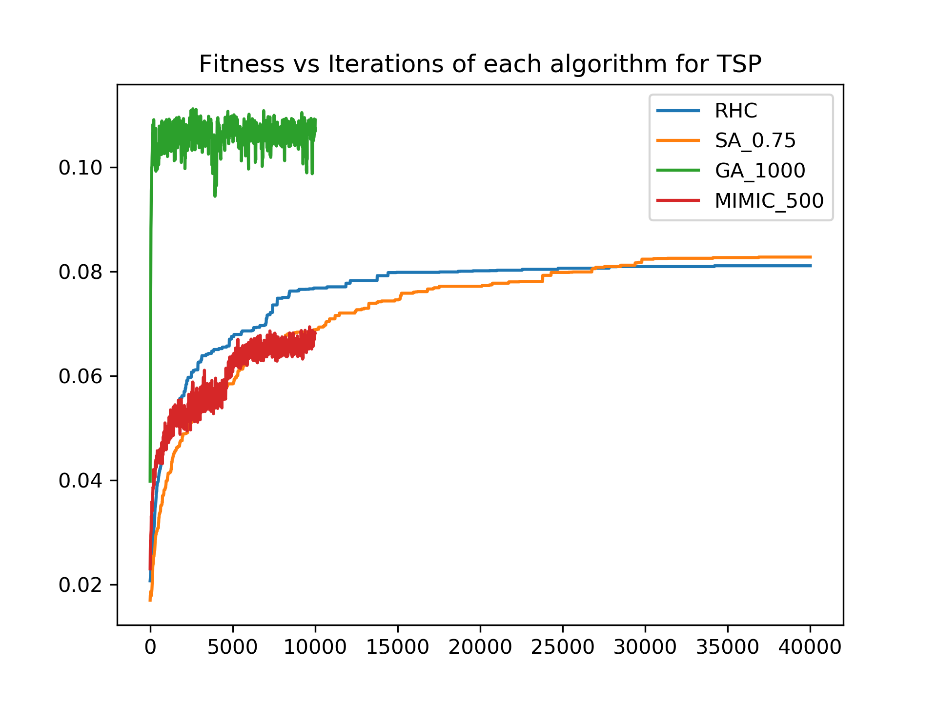 Fitness vs Iterations of each algorithm for TSP
RHC
SA_0.75
GA_1000
MIMIC_500
0.10
0.08
0.06
0.04
0.02
0 5000 10000 15000 20000 25000 30000 35000 40000